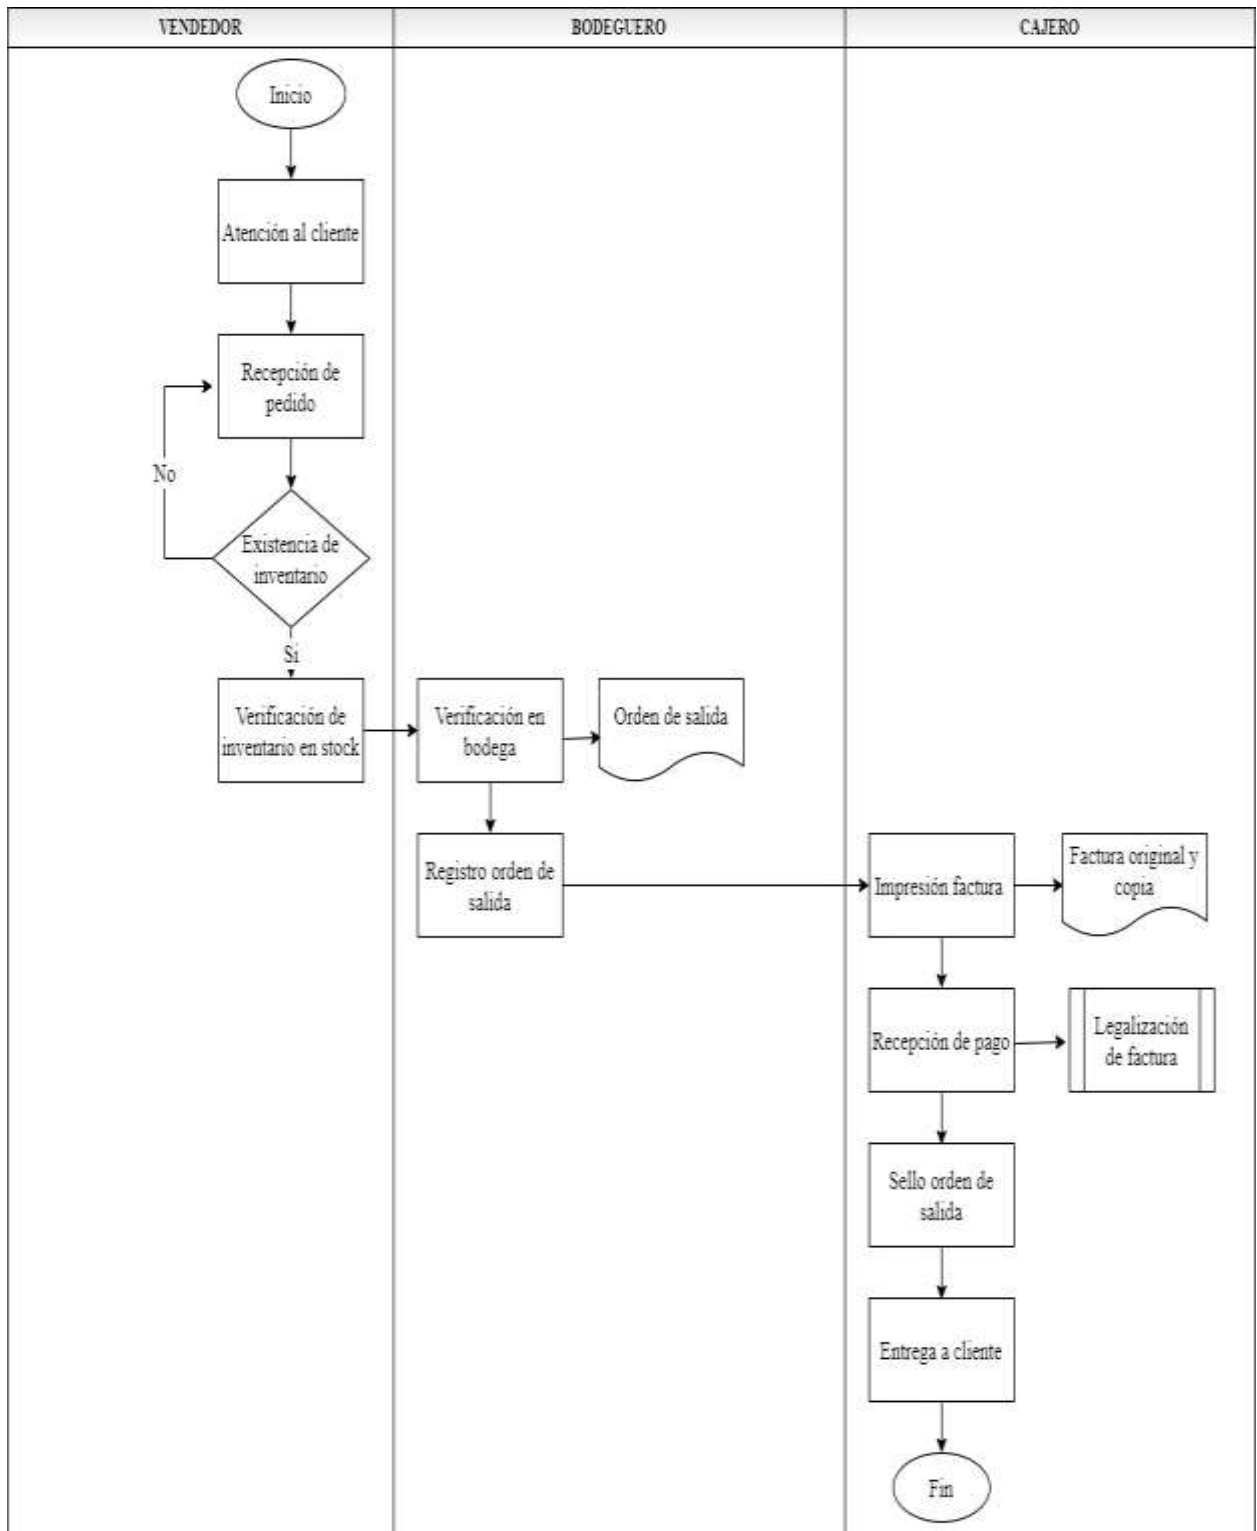 VENDEDOR
BODEGUERO
CAJERO
Inicio
Atención al cliente
Recepción de
pedido
No
Existencia de
inventario
Si
Verificación de
inventario en stock
Verificación en
bodega
Orden de salida
Registro orden de
salida
Impresión factura
Factura original y
copia
Recepción de pago
Legalización
de factura
Sello orden de
salida
Entrega a cliente
Fin